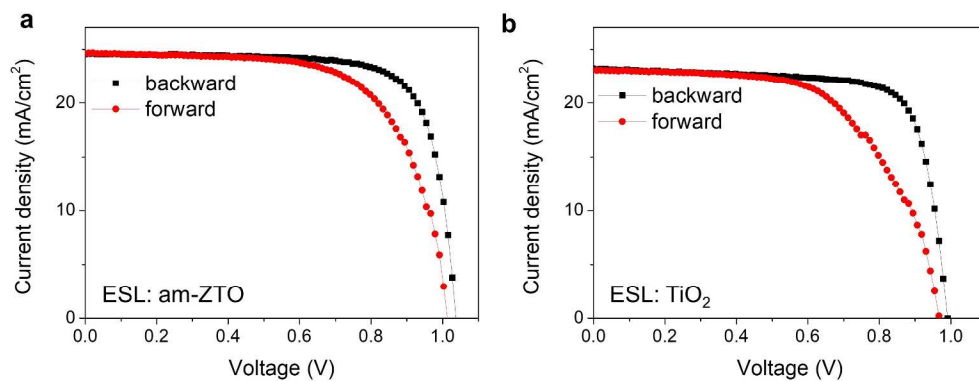 a
Current density (mA/cm²)
20
10
0
backward
forward
ESL: am-ZTO
0.0 0.2 0.4 0.6 0.8 1.0
Voltage (V)
b
Current density (mA/cm²)
20
10
0
backward
forward
ESL: TiO₂
0.0 0.2 0.4 0.6 0.8 1.0
Voltage (V)